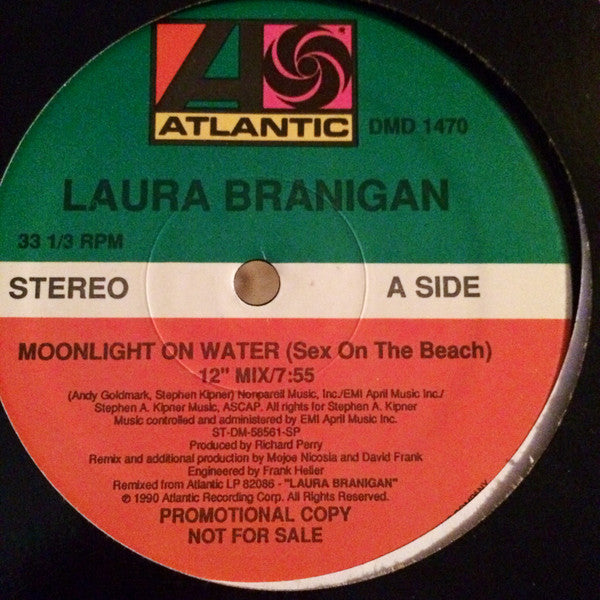 ATLANTIC
DMD 1470
LAURA BRANIGAN
33 1/3 RPM
STEREO
A SIDE
MOONLIGHT ON WATER (Sex On The Beach)
12" MIX/7:55
(Andy Goldmark, Stephen Kipner) Nonpareil Music, Inc./EMI April Music Inc./
Stephen A. Kipner Music, ASCAP. All rights for Stephen A. Kipner
Music controlled and administered by EMI April Music Inc.
ST-DM-58561-SP
Produced by Richard Perry
Remix and additional production by Mojoe Nicosia and David Frank
Engineered by Frank Heller
Remixed from Atlantic LP 82086 - "LAURA BRANIGAN"
℗ 1990 Atlantic Recording Corp. All Rights Reserved.
PROMOTIONAL COPY
NOT FOR SALE